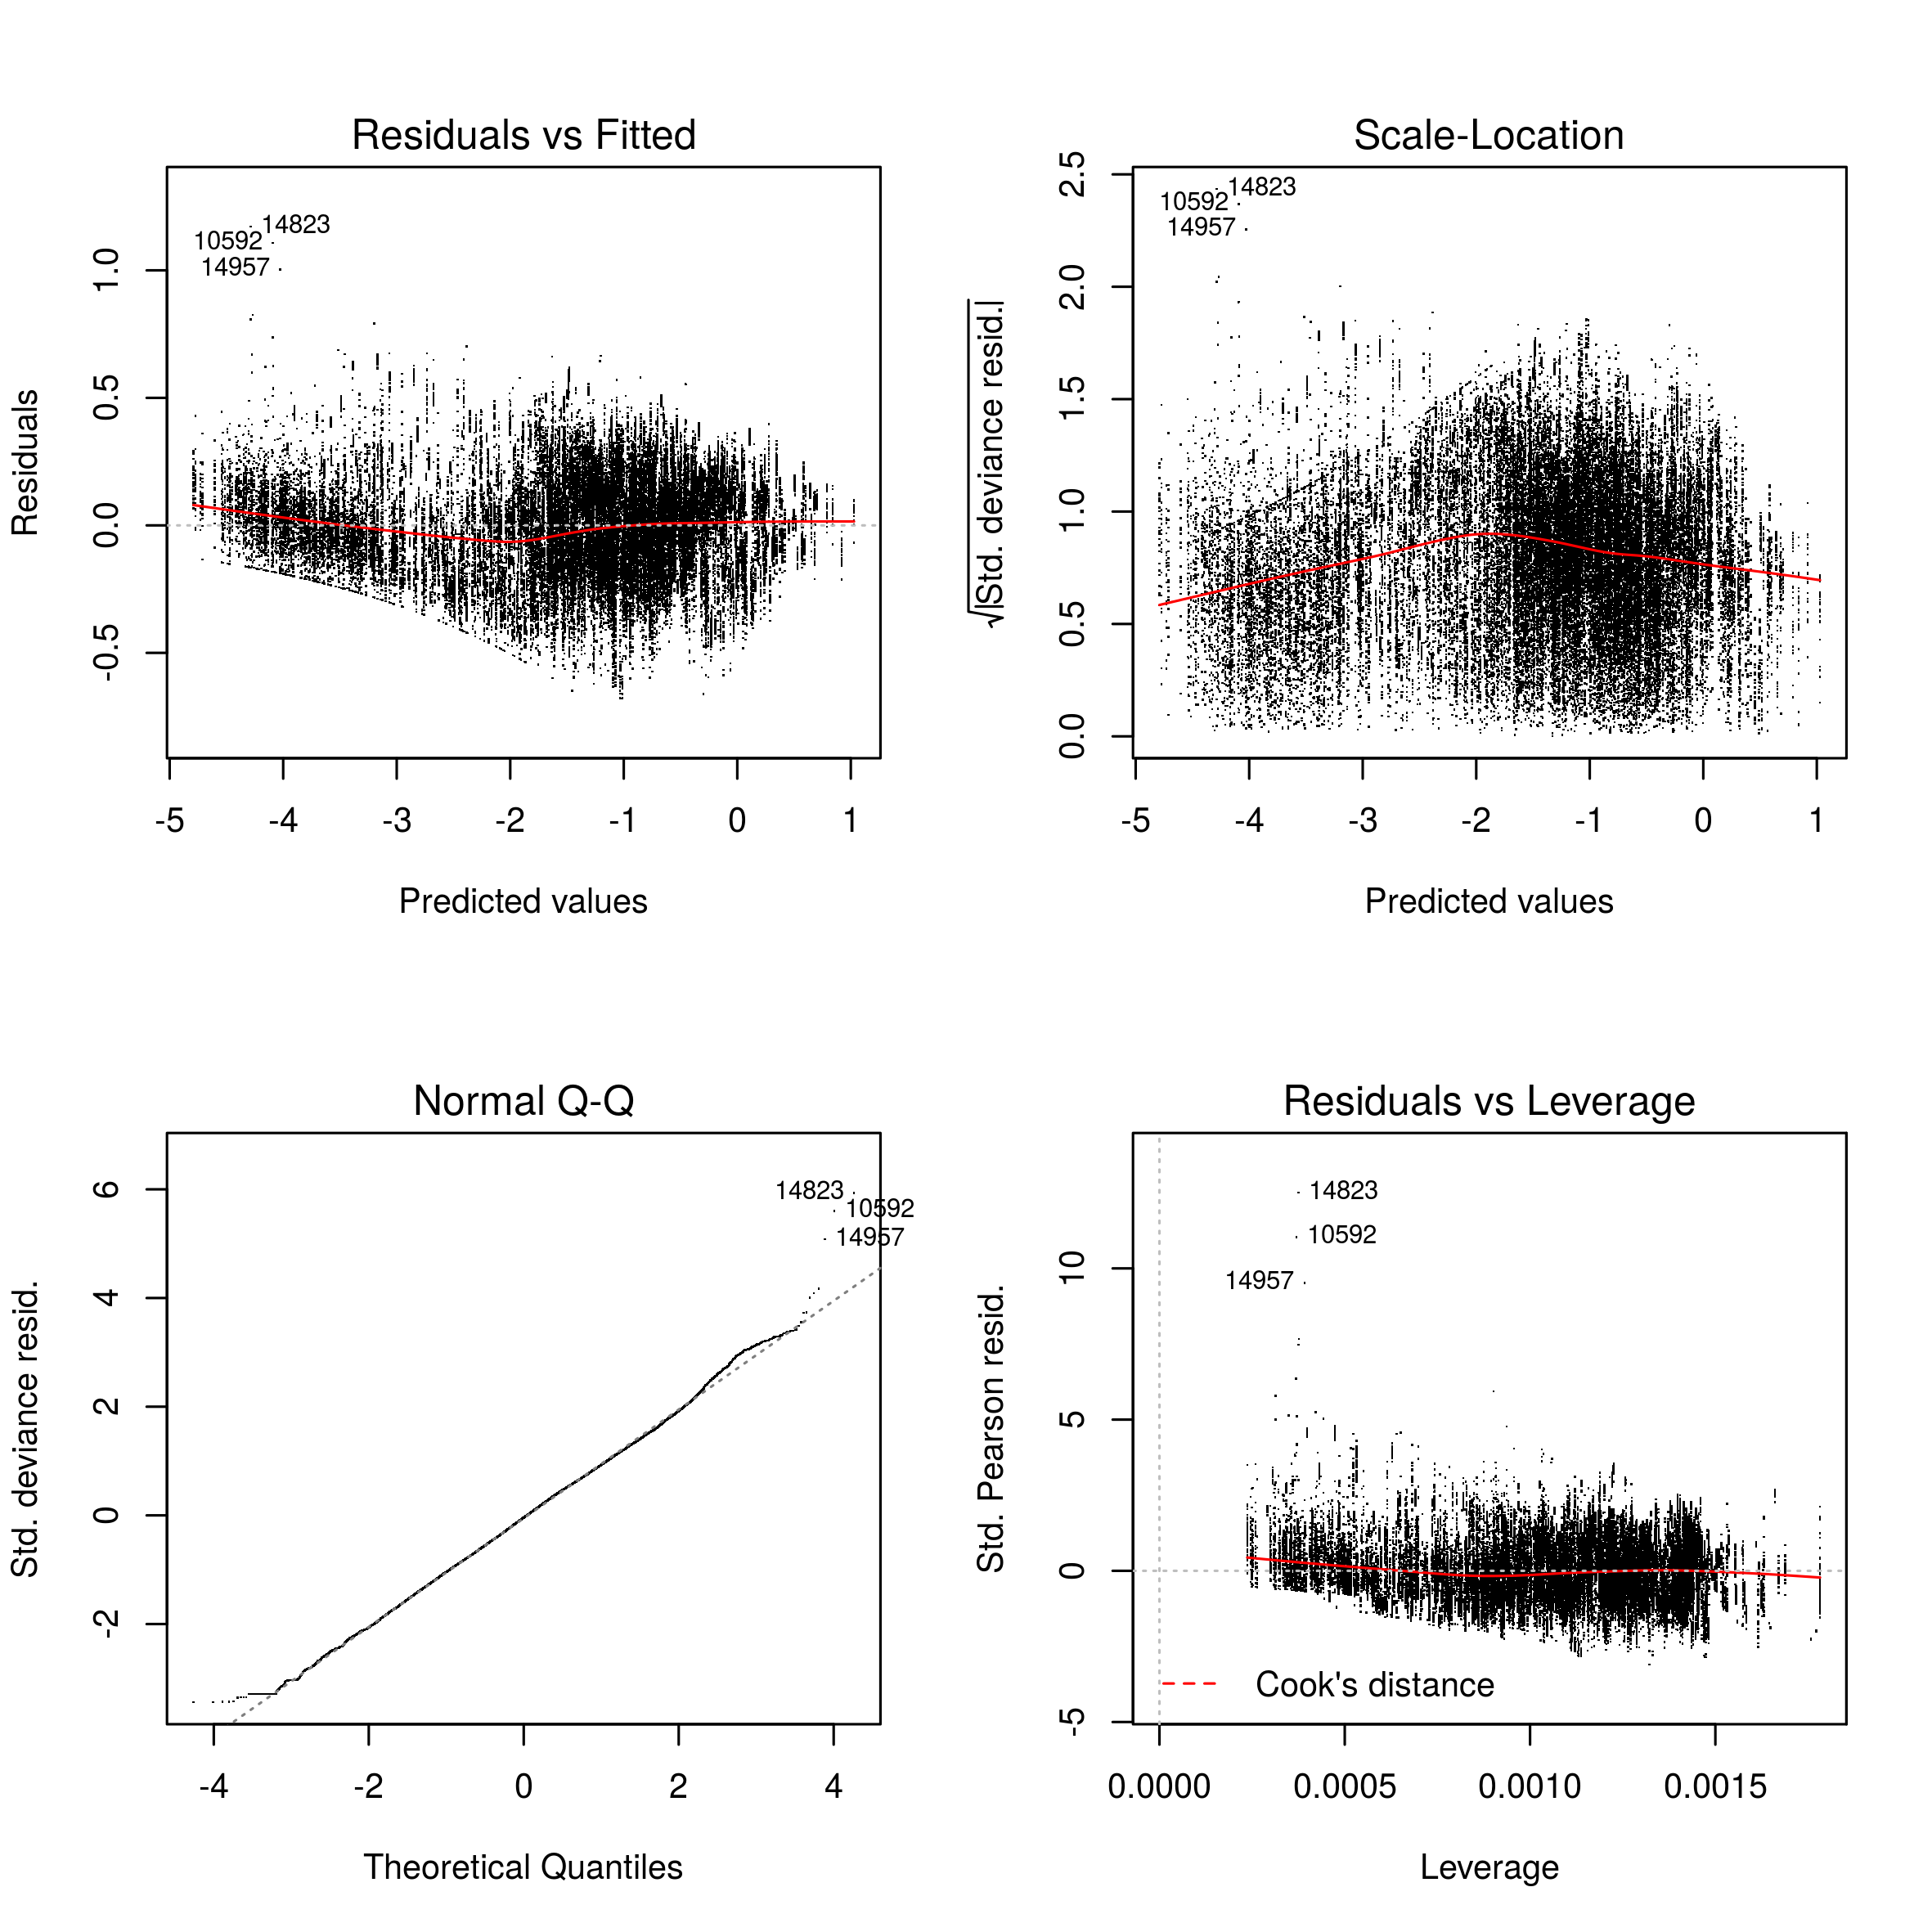 Residuals vs Fitted
Residuals
1.0
0.5
0.0
-0.5
14823
10592
14957
-5 -4 -3 -2 -1 0 1
Predicted values
Scale-Location
√|Std. deviance resid.|
2.5
2.0
1.5
1.0
0.5
0.0
14823
10592
14957
-5 -4 -3 -2 -1 0 1
Predicted values
Normal Q-Q
Std. deviance resid.
6
4
2
0
-2
14823
10592
14957
-4 -2 0 2 4
Theoretical Quantiles
Residuals vs Leverage
Std. Pearson resid.
10
5
0
-5
14823
10592
14957
Cook's distance
0.0000 0.0005 0.0010 0.0015
Leverage